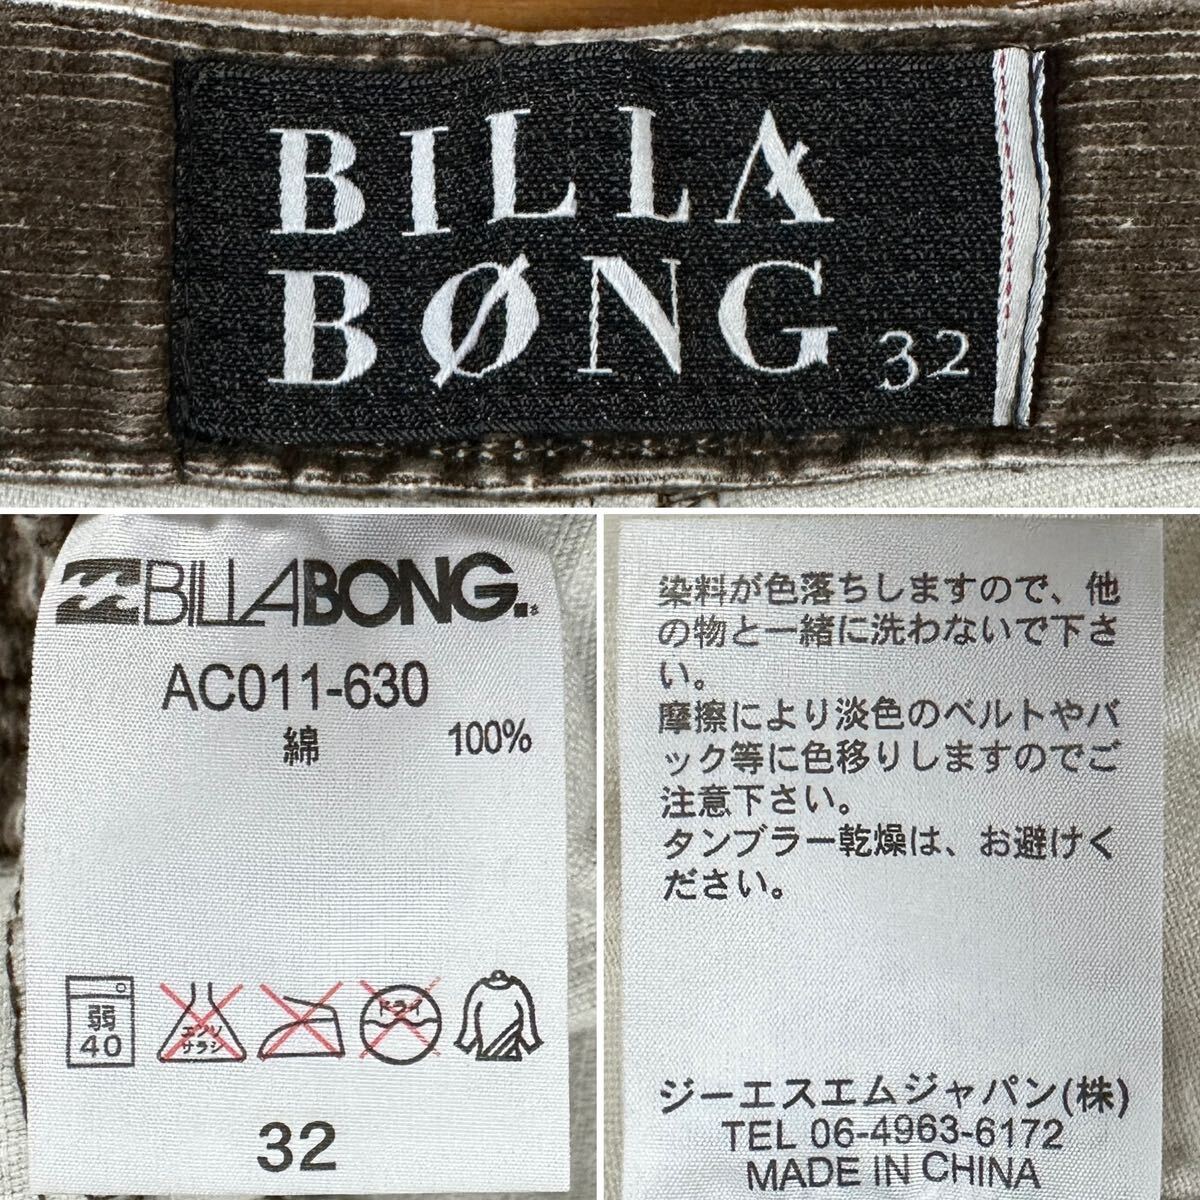 BILLA
BØNG 32
BILLABONG.®
AC011-630
綿 100%
弱
40
エンソ
サラシ
ドライ
32
染料が色落ちしますので、他
の物と一緒に洗わないで下さ
い。
摩擦により淡色のベルトやバ
ック等に色移りしますのでご
注意下さい。
タンブラー乾燥は、お避けく
ださい。
ジーエスエムジャパン(株)
TEL 06-4963-6172
MADE IN CHINA